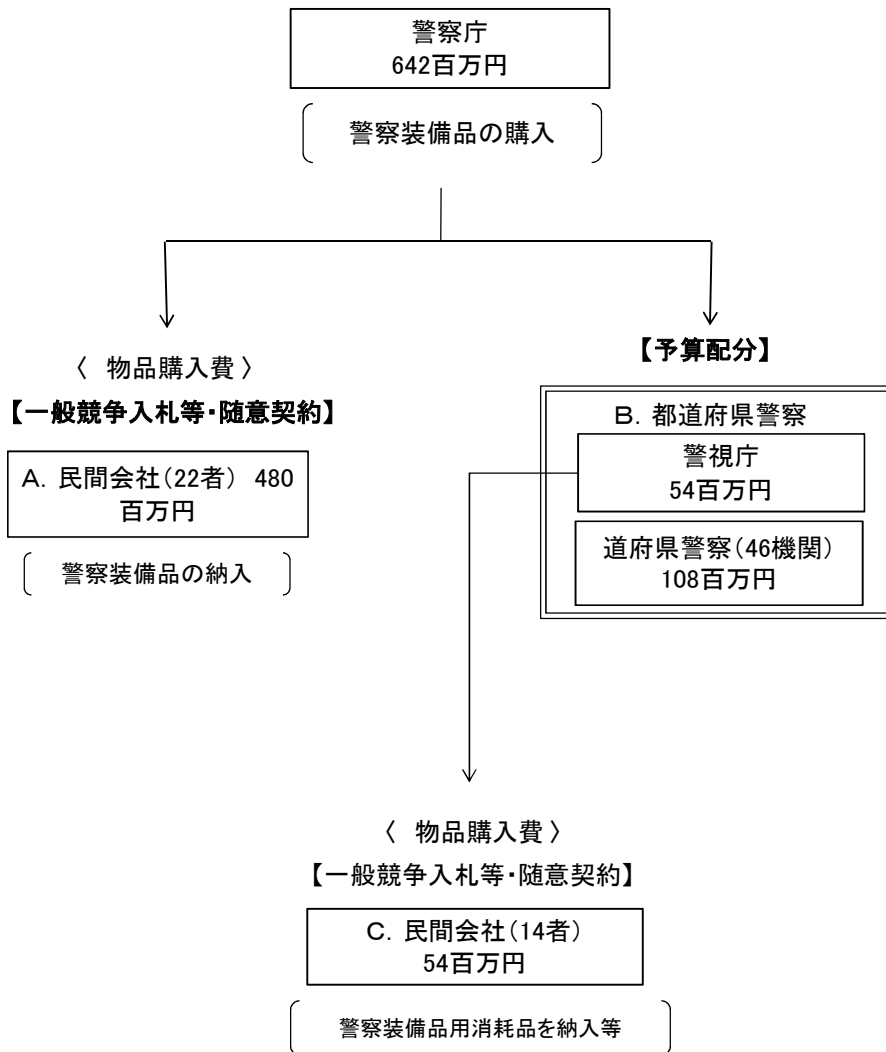 警察庁
642百万円
警察装備品の購入
〈 物品購入費 〉
【一般競争入札等・随意契約】
A. 民間会社(22者) 480
百万円
警察装備品の納入
【予算配分】
B. 都道府県警察
警視庁
54百万円
道府県警察(46機関)
108百万円
〈 物品購入費 〉
【一般競争入札等・随意契約】
C. 民間会社(14者)
54百万円
警察装備品用消耗品を納入等